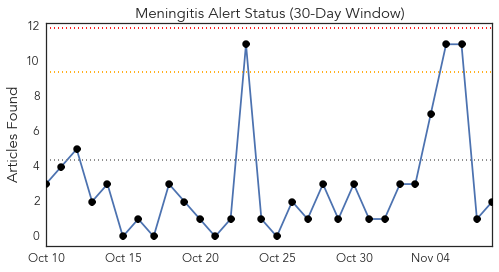 Meningitis Alert Status (30-Day Window)
Articles Found
12
10
8
6
4
2
0
Oct 10 Oct 15 Oct 20 Oct 25 Oct 30 Nov 04